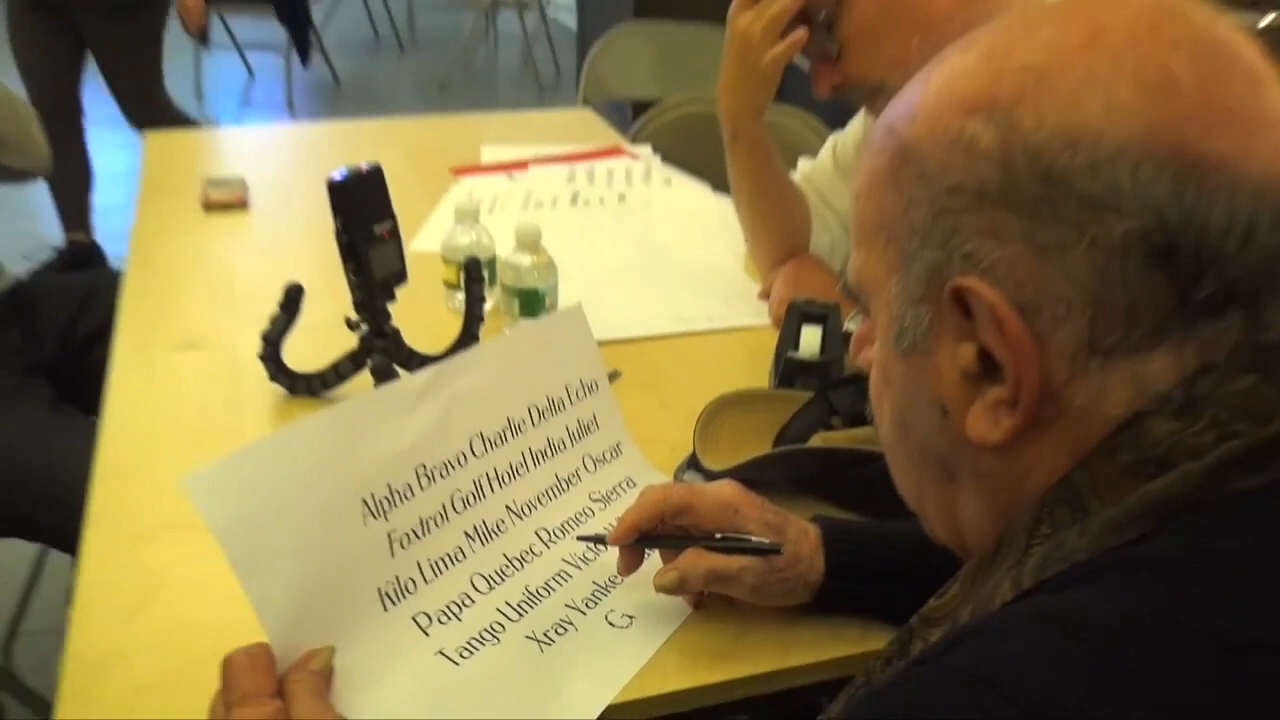 Alpha Bravo Charlie Delta Echo
Foxtrot Golf Hotel India Juliet
Kilo Lima Mike November Oscar
Papa Quebec Romeo Sierra
Tango Uniform
Xray
G